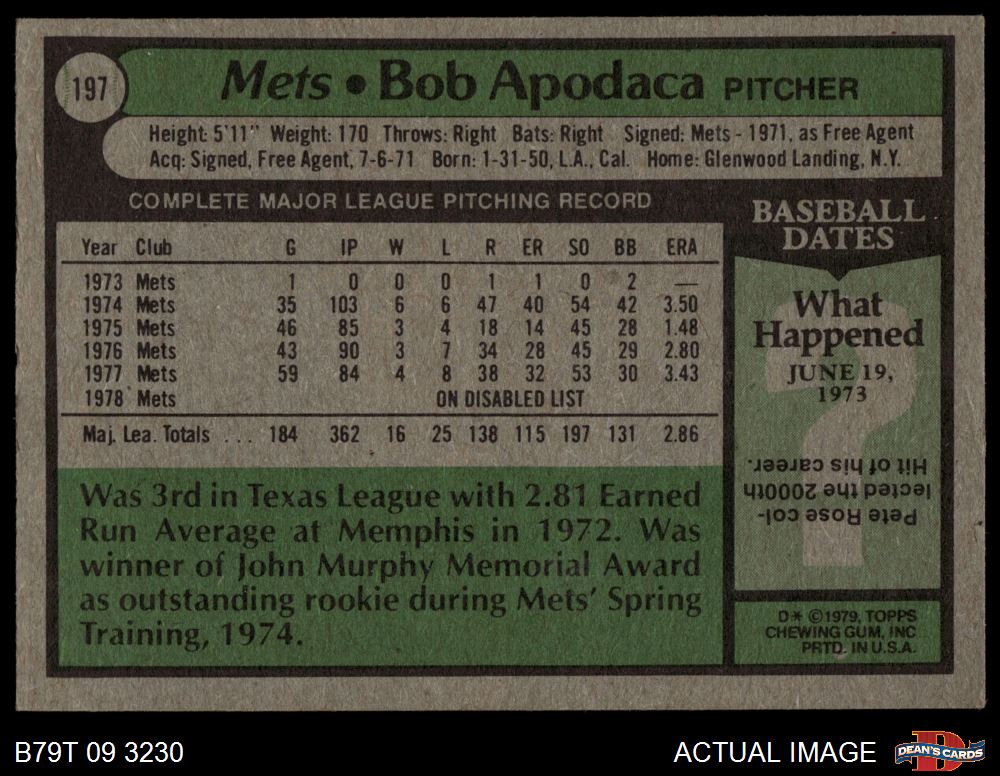 197
Mets • Bob Apodaca PITCHER
Height: 5'11" Weight: 170 Throws: Right Bats: Right Signed: Mets - 1971, as Free Agent
Acq: Signed, Free Agent, 7-6-71 Born: 1-31-50, L.A., Cal. Home: Glenwood Landing, N.Y.
COMPLETE MAJOR LEAGUE PITCHING RECORD
Year Club G IP W L R ER SO BB ERA
1973 Mets 1 0 0 0 1 1 0 2 —
1974 Mets 35 103 6 6 47 40 54 42 3.50
1975 Mets 46 85 3 4 18 14 45 28 1.48
1976 Mets 43 90 3 7 34 28 45 29 2.80
1977 Mets 59 84 4 8 38 32 53 30 3.43
1978 Mets ON DISABLED LIST
Maj. Lea. Totals ... 184 362 16 25 138 115 197 131 2.86
Was 3rd in Texas League with 2.81 Earned
Run Average at Memphis in 1972. Was
winner of John Murphy Memorial Award
as outstanding rookie during Mets' Spring
Training, 1974.
BASEBALL
DATES
What
Happened
JUNE 19,
1973
?
Pete Rose col-
lected the 2000th
Hit of his career.
D* ©1979, TOPPS
CHEWING GUM, INC
PRTD. IN U.S.A.
B79T 09 3230
ACTUAL IMAGE
D
DEAN'S CARDS